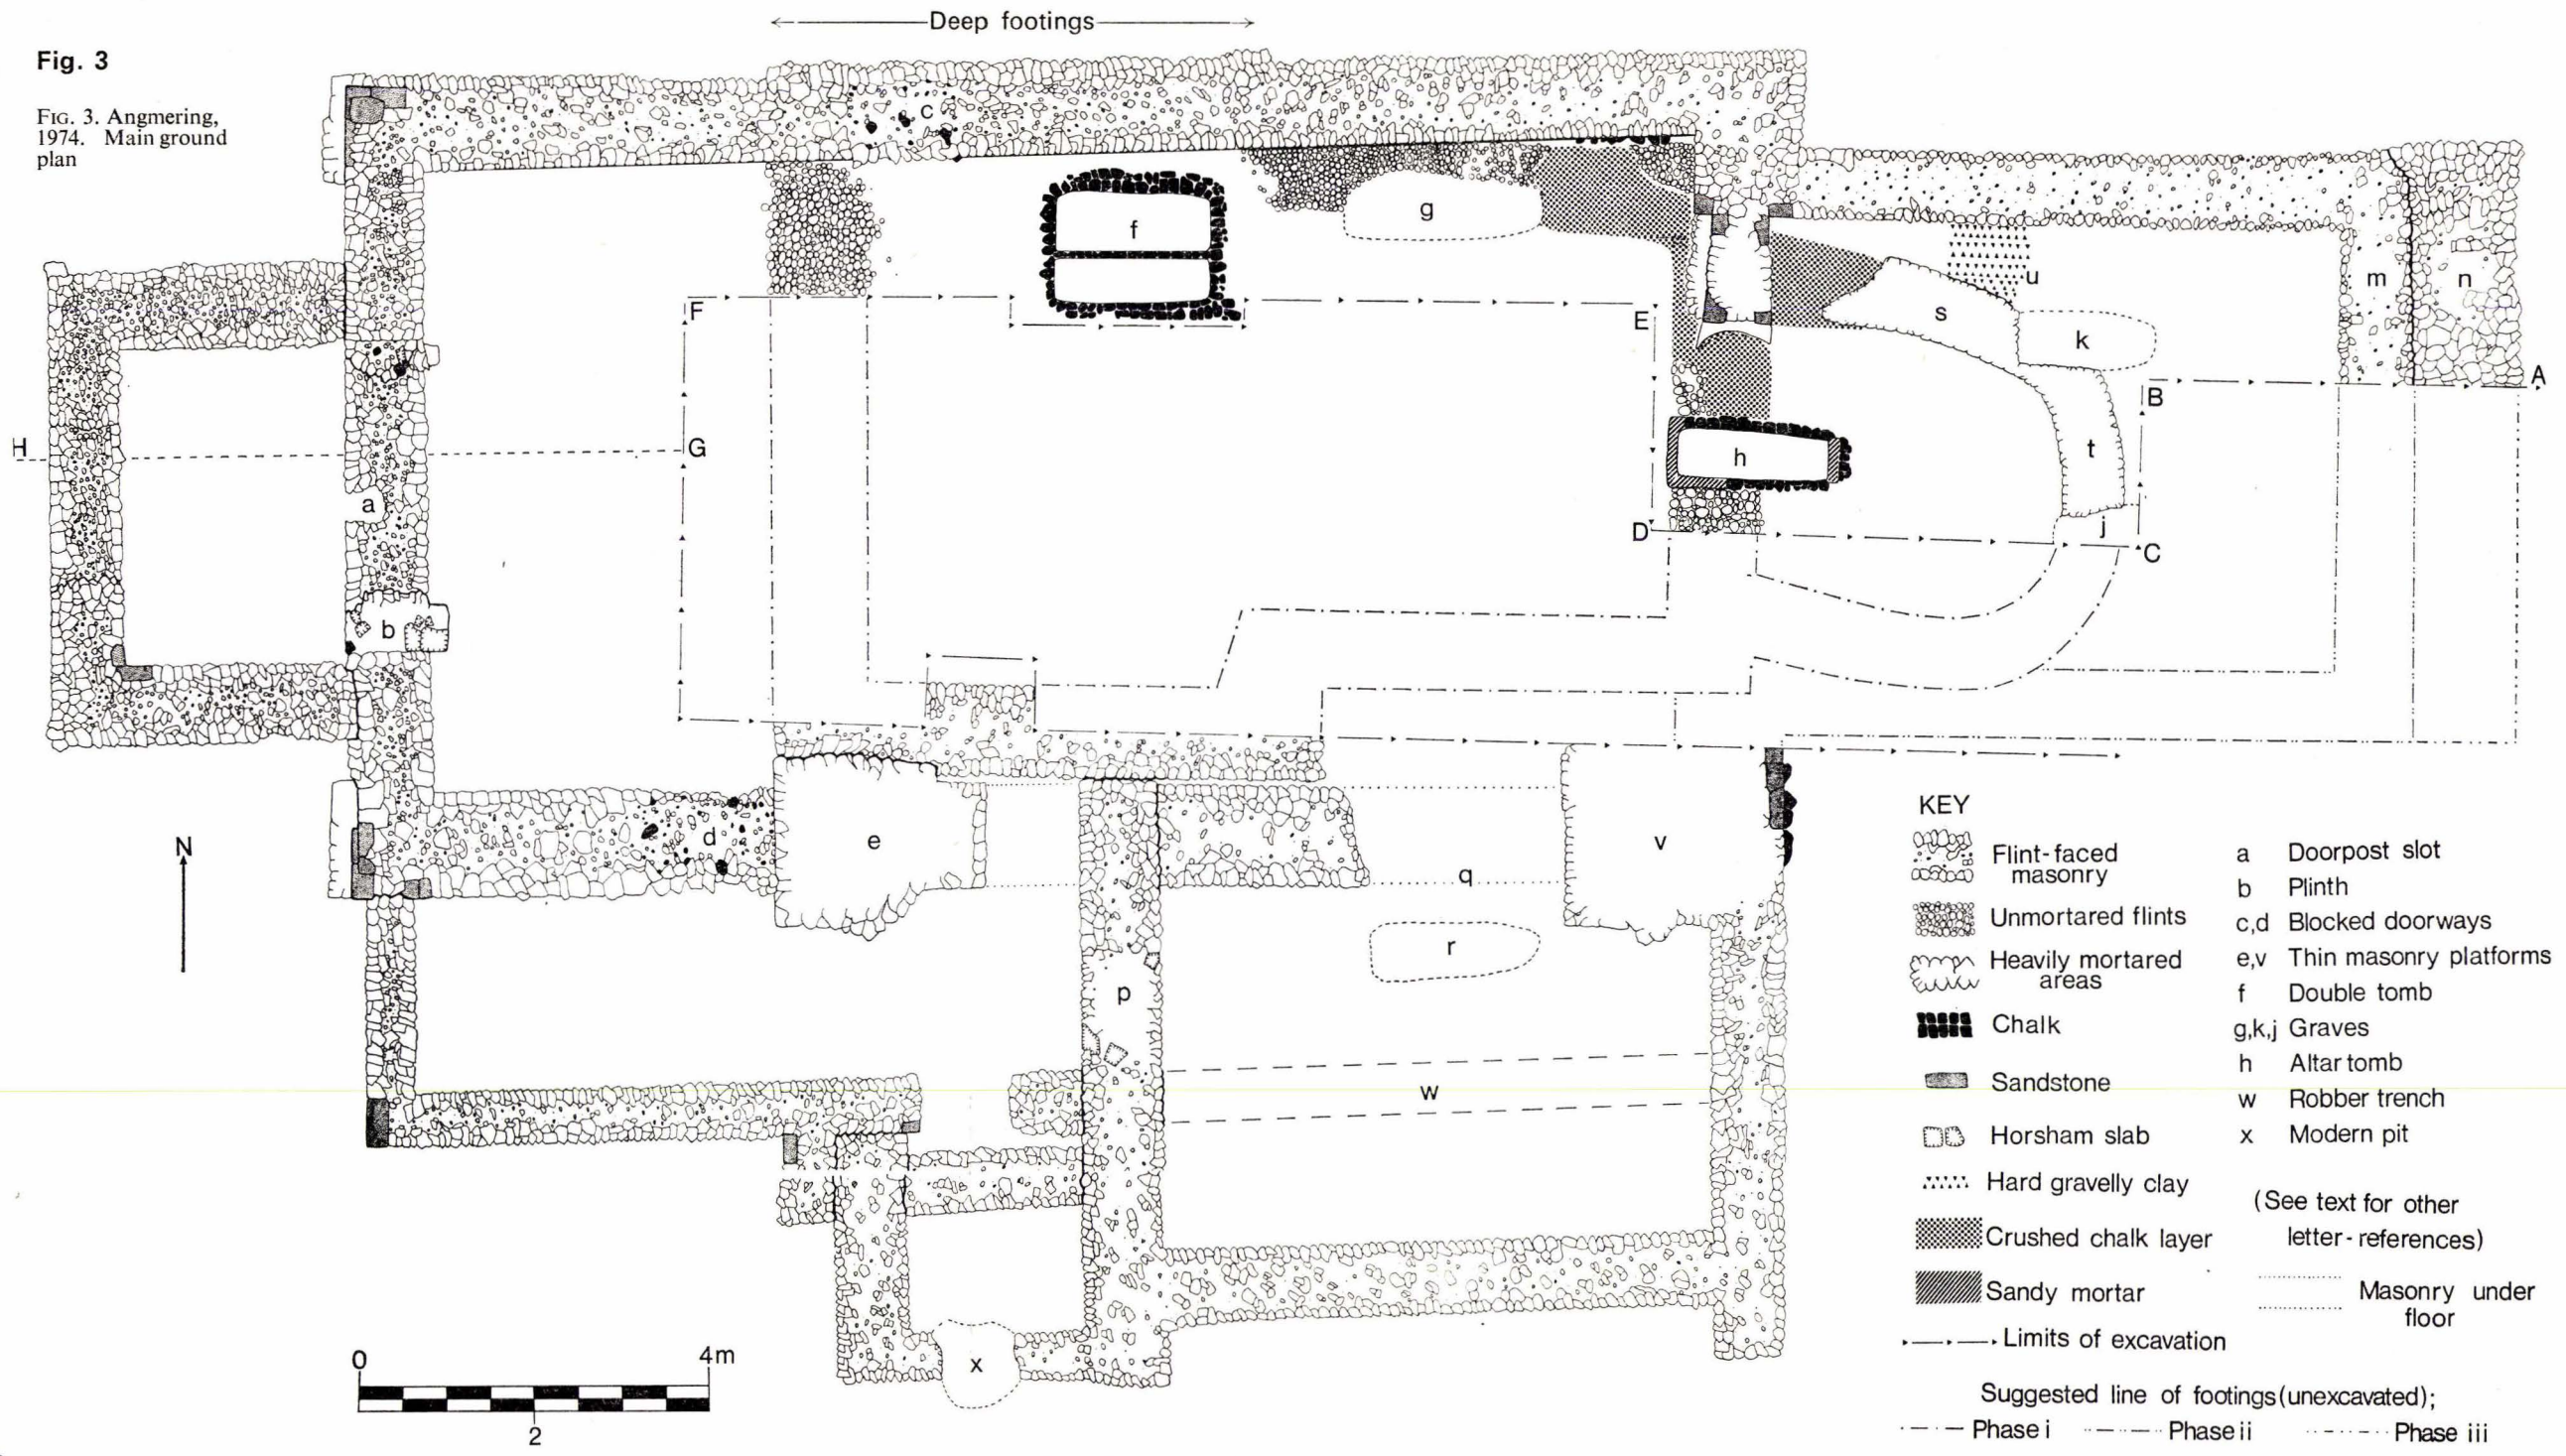 Deep footings
Fig. 3
FIG. 3. Angmering,
1974. Main ground
plan
c
f
g
u
m
n
s
k
F
E
A
B
H
G
h
t
a
D
j
C
b
e
d
v
q
r
p
w
x
N
0
4m
2
KEY
Flint-faced
masonry
Unmortared flints
Heavily mortared
areas
Chalk
Sandstone
Horsham slab
Hard gravelly clay
Crushed chalk layer
Sandy mortar
Limits of excavation
a Doorpost slot
b Plinth
c,d Blocked doorways
e,v Thin masonry platforms
f Double tomb
g,k,j Graves
h Altar tomb
w Robber trench
x Modern pit
(See text for other
letter-references)
Masonry under
floor
Suggested line of footings (unexcavated);
Phase i Phase ii Phase iii